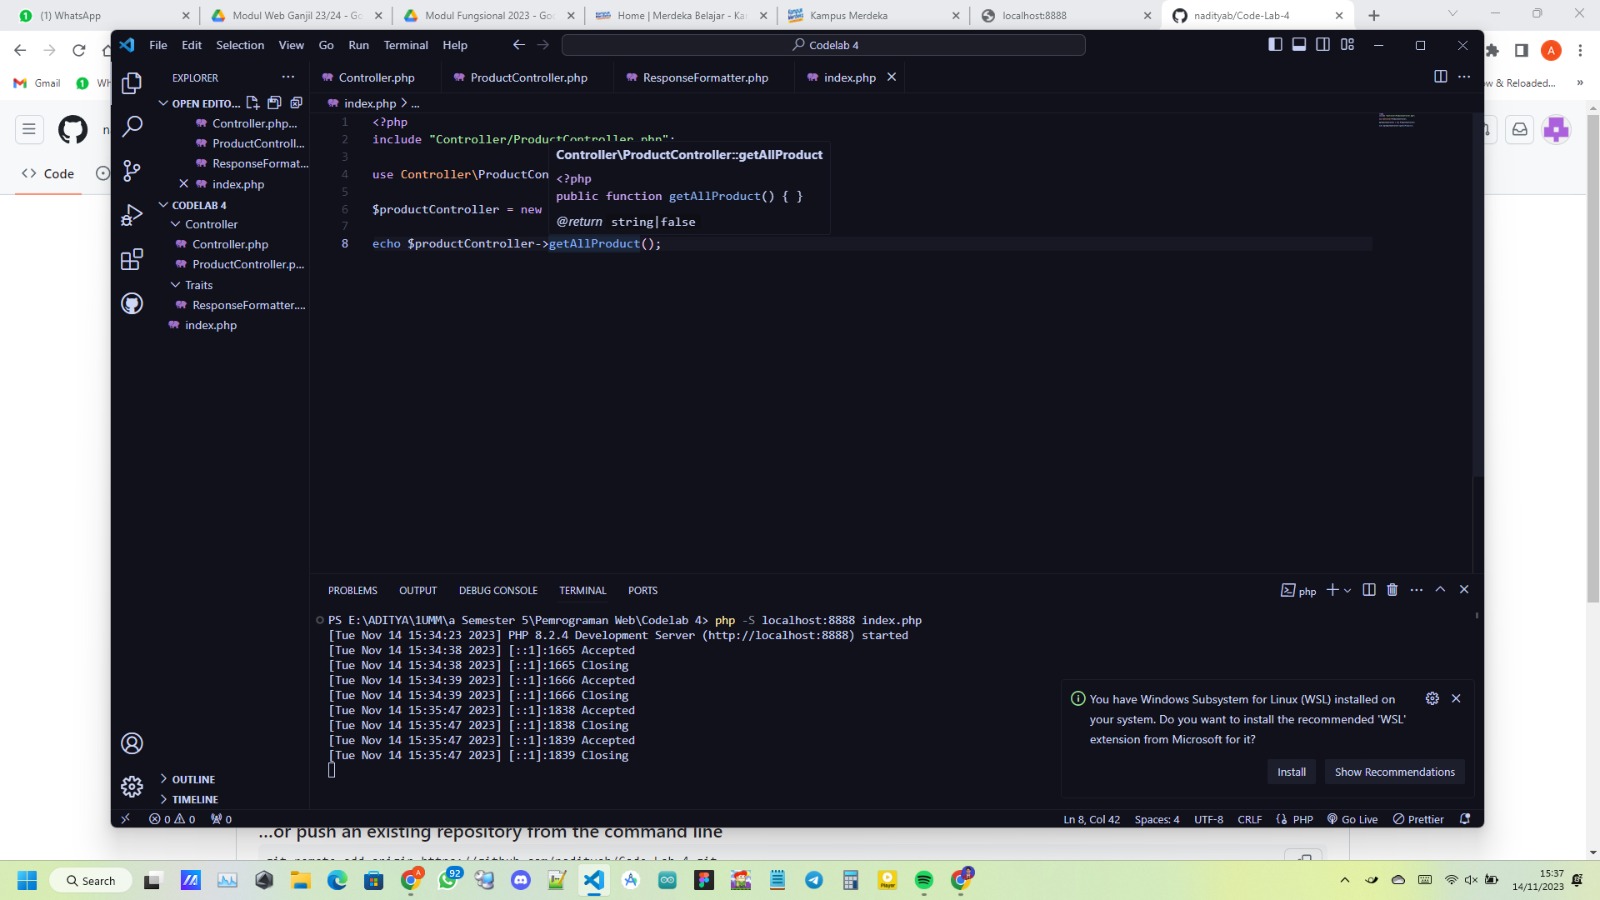 (1) WhatsApp
Modul Web Ganjil 23/24 - Go
Modul Fungsional 2023 - Goo
Home | Merdeka Belajar - Ka
Kampus Merdeka
localhost:8888
nadityab/Code-Lab-4
File Edit Selection View Go Run Terminal Help
Codelab 4
Gmail
Wh
w & Reloaded...
A
EXPLORER
OPEN EDITO...
Controller.php...
ProductControll...
ResponseFormat...
index.php
CODELAB 4
Controller
Controller.php
ProductController.p...
Traits
ResponseFormatter....
index.php
OUTLINE
TIMELINE
Code
Controller.php
ProductController.php
ResponseFormatter.php
index.php
index.php > ...
1 <?php
2 include "Controller/ProductController.php";
3
4 use Controller\ProductCon
5
6 $productController = new
7
8 echo $productController->getAllProduct();
Controller\ProductController::getAllProduct
<?php
public function getAllProduct() { }
@return string|false
PROBLEMS OUTPUT DEBUG CONSOLE TERMINAL PORTS
php
PS E:\ADITYA\1UMM\a Semester 5\Pemrograman Web\Codelab 4> php -S localhost:8888 index.php
[Tue Nov 14 15:34:23 2023] PHP 8.2.4 Development Server (http://localhost:8888) started
[Tue Nov 14 15:34:38 2023] [::1]:1665 Accepted
[Tue Nov 14 15:34:38 2023] [::1]:1665 Closing
[Tue Nov 14 15:34:39 2023] [::1]:1666 Accepted
[Tue Nov 14 15:34:39 2023] [::1]:1666 Closing
[Tue Nov 14 15:35:47 2023] [::1]:1838 Accepted
[Tue Nov 14 15:35:47 2023] [::1]:1838 Closing
[Tue Nov 14 15:35:47 2023] [::1]:1839 Accepted
[Tue Nov 14 15:35:47 2023] [::1]:1839 Closing
You have Windows Subsystem for Linux (WSL) installed on
your system. Do you want to install the recommended 'WSL'
extension from Microsoft for it?
Install
Show Recommendations
0 0 0
Ln 8, Col 42 Spaces: 4 UTF-8 CRLF PHP Go Live Prettier
...or push an existing repository from the command line
git remote add origin https://github.com/nadityab/Code-Lab-4.git
Search
92
15:37
14/11/2023